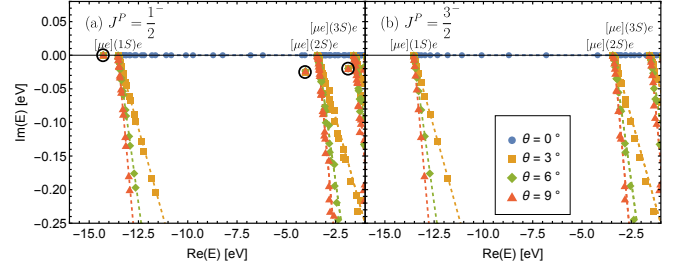 (a) J^P = 1/2^-
[μe](3S)e
[μe](1S)e
[μe](2S)e
(b) J^P = 3/2^-
[μe](3S)e
[μe](1S)e
[μe](2S)e
Im(E) [eV]
0.05
0.00
−0.05
−0.10
−0.15
−0.20
−0.25
θ = 0 °
θ = 3 °
θ = 6 °
θ = 9 °
−15.0 −12.5 −10.0 −7.5 −5.0 −2.5
−15.0 −12.5 −10.0 −7.5 −5.0 −2.5
Re(E) [eV]
Re(E) [eV]